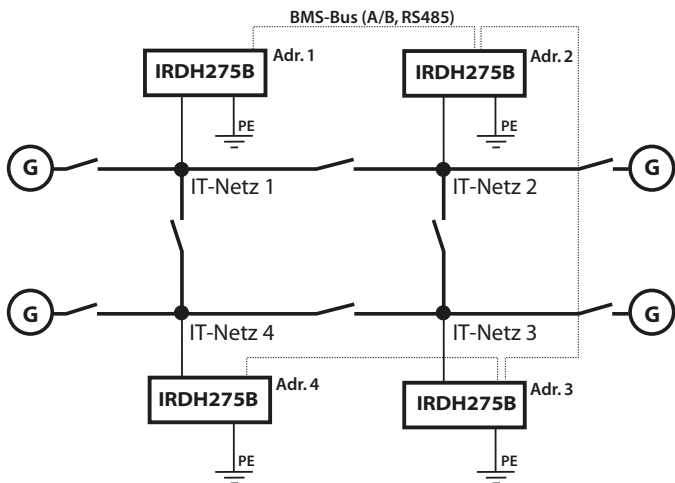 BMS-Bus (A/B, RS485)
IRDH275B
Adr. 1
IRDH275B
Adr. 2
PE
PE
G
G
IT-Netz 1
IT-Netz 2
G
G
IT-Netz 4
IT-Netz 3
IRDH275B
Adr. 4
IRDH275B
Adr. 3
PE
PE